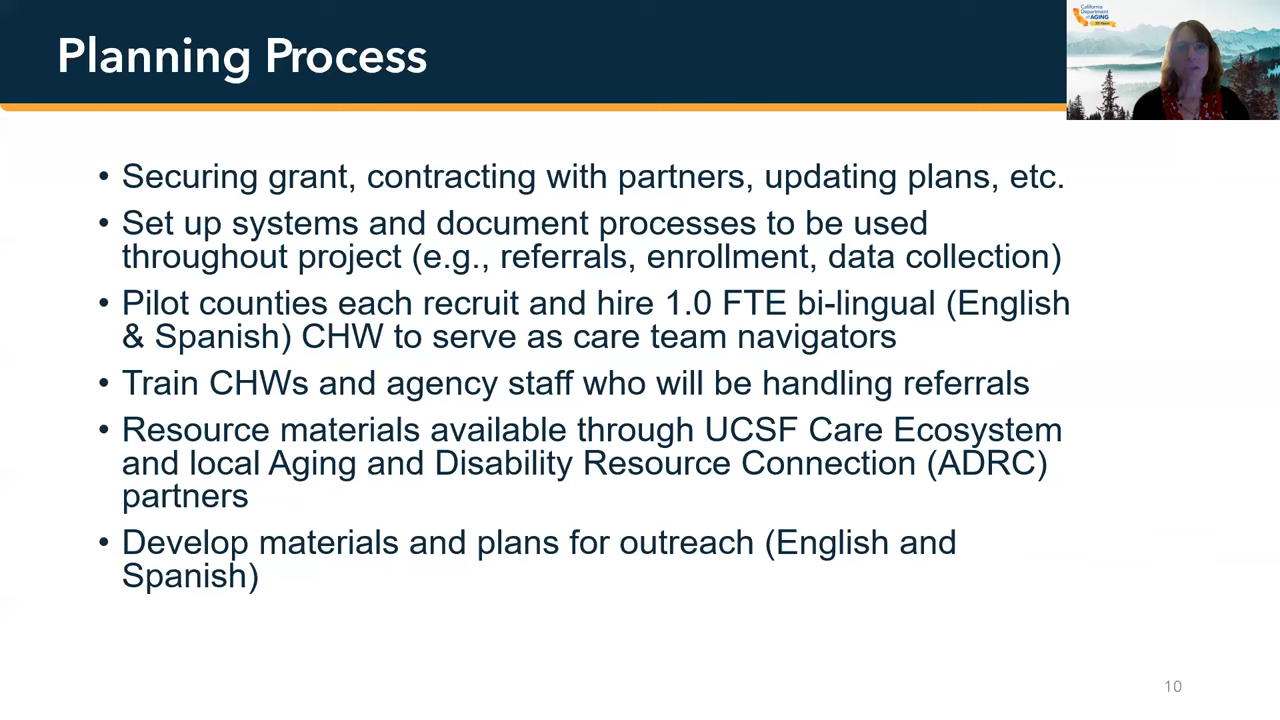 Planning Process
California
Department
of AGING
• Securing grant, contracting with partners, updating plans, etc.
• Set up systems and document processes to be used
throughout project (e.g., referrals, enrollment, data collection)
• Pilot counties each recruit and hire 1.0 FTE bi-lingual (English
& Spanish) CHW to serve as care team navigators
• Train CHWs and agency staff who will be handling referrals
• Resource materials available through UCSF Care Ecosystem
and local Aging and Disability Resource Connection (ADRC)
partners
• Develop materials and plans for outreach (English and
Spanish)
10